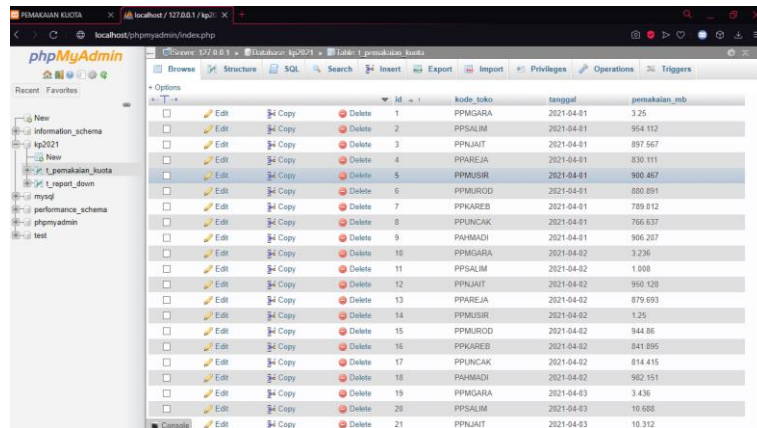 PEMAKAIAN KUOTA
localhost / 127.0.0.1 / kp20
localhost/phpmyadmin/index.php
phpMyAdmin
Recent Favorites
New
information_schema
kp2021
New
t_pemakaian_kuota
t_report_down
mysql
performance_schema
phpmyadmin
test
Server: 127.0.0.1 » Database: kp2021 » Table: t_pemakaian_kuota
Browse Structure SQL Search Insert Export Import Privileges Operations Triggers
+ Options
id 1 kode_toko tanggal pemakaian_mb
Edit Copy Delete 1 PPMGARA 2021-04-01 3.25
Edit Copy Delete 2 PPSALIM 2021-04-01 954.112
Edit Copy Delete 3 PPNJAIT 2021-04-01 897.567
Edit Copy Delete 4 PPAREJA 2021-04-01 830.111
Edit Copy Delete 5 PPMUSIR 2021-04-01 900.467
Edit Copy Delete 6 PPMUROD 2021-04-01 880.891
Edit Copy Delete 7 PPKAREB 2021-04-01 789.012
Edit Copy Delete 8 PPUNCAK 2021-04-01 766.637
Edit Copy Delete 9 PAHMADI 2021-04-01 906.207
Edit Copy Delete 10 PPMGARA 2021-04-02 3.236
Edit Copy Delete 11 PPSALIM 2021-04-02 1.008
Edit Copy Delete 12 PPNJAIT 2021-04-02 950.128
Edit Copy Delete 13 PPAREJA 2021-04-02 879.693
Edit Copy Delete 14 PPMUSIR 2021-04-02 1.25
Edit Copy Delete 15 PPMUROD 2021-04-02 944.86
Edit Copy Delete 16 PPKAREB 2021-04-02 841.895
Edit Copy Delete 17 PPUNCAK 2021-04-02 814.415
Edit Copy Delete 18 PAHMADI 2021-04-02 982.151
Edit Copy Delete 19 PPMGARA 2021-04-03 3.436
Edit Copy Delete 20 PPSALIM 2021-04-03 10.688
Console Edit Copy Delete 21 PPNJAIT 2021-04-03 10.312